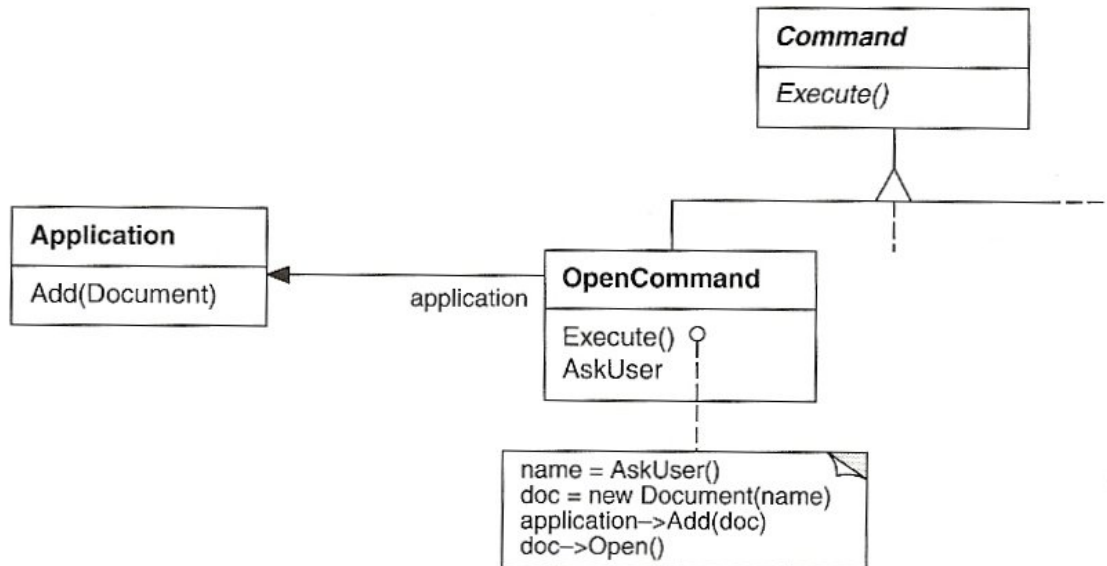 Command
Execute()
Application
Add(Document)
application
OpenCommand
Execute()
AskUser
name = AskUser()
doc = new Document(name)
application–>Add(doc)
doc–>Open()